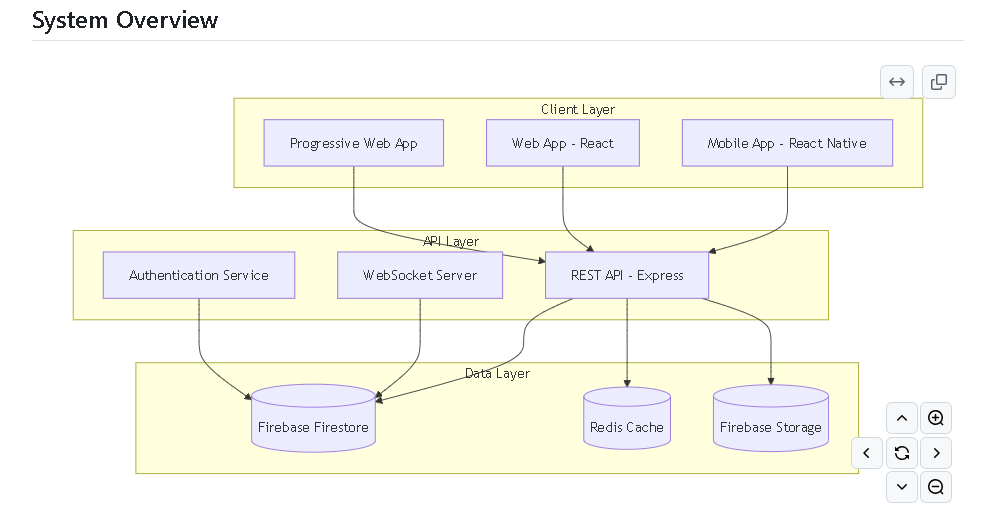 System Overview
Client Layer
Progressive Web App
Web App - React
Mobile App - React Native
API Layer
Authentication Service
WebSocket Server
REST API - Express
Data Layer
Firebase Firestore
Redis Cache
Firebase Storage